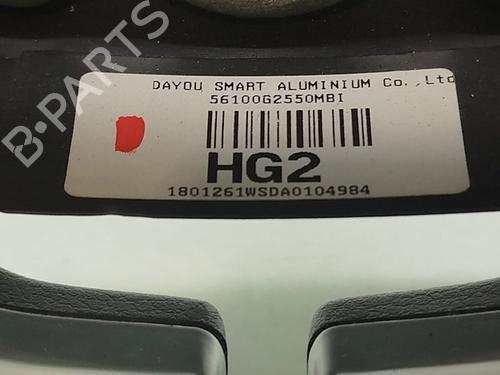 B-PARTS
DAYOU SMART ALUMINIUM Co.,Ltd
56100G2550MBI
HG2
1801261WSDA0104984